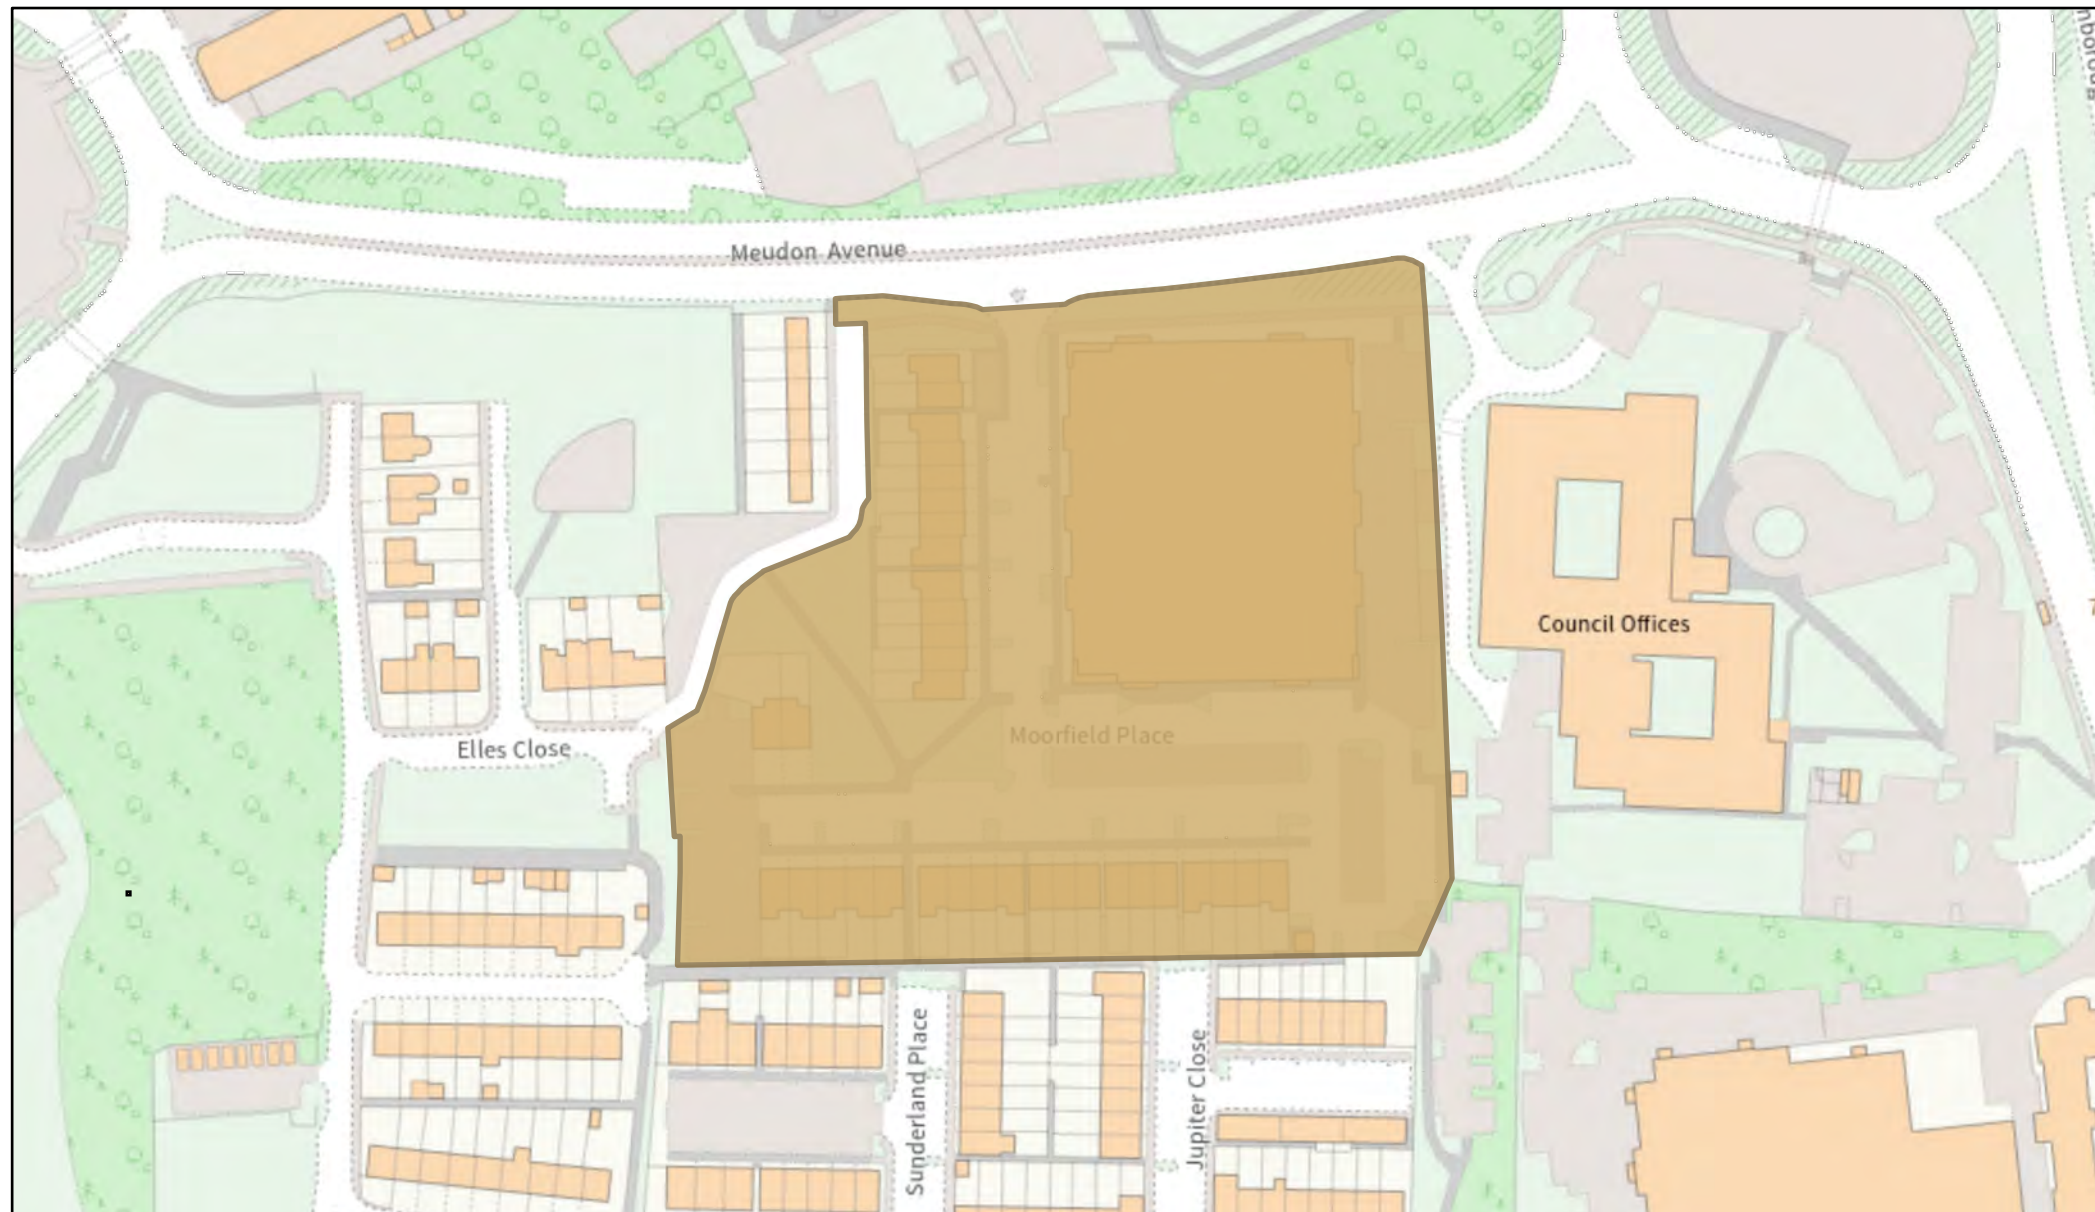 Meudon Avenue
Council Offices
Moorfield Place
Elles Close
Sunderland Place
Jupiter Close